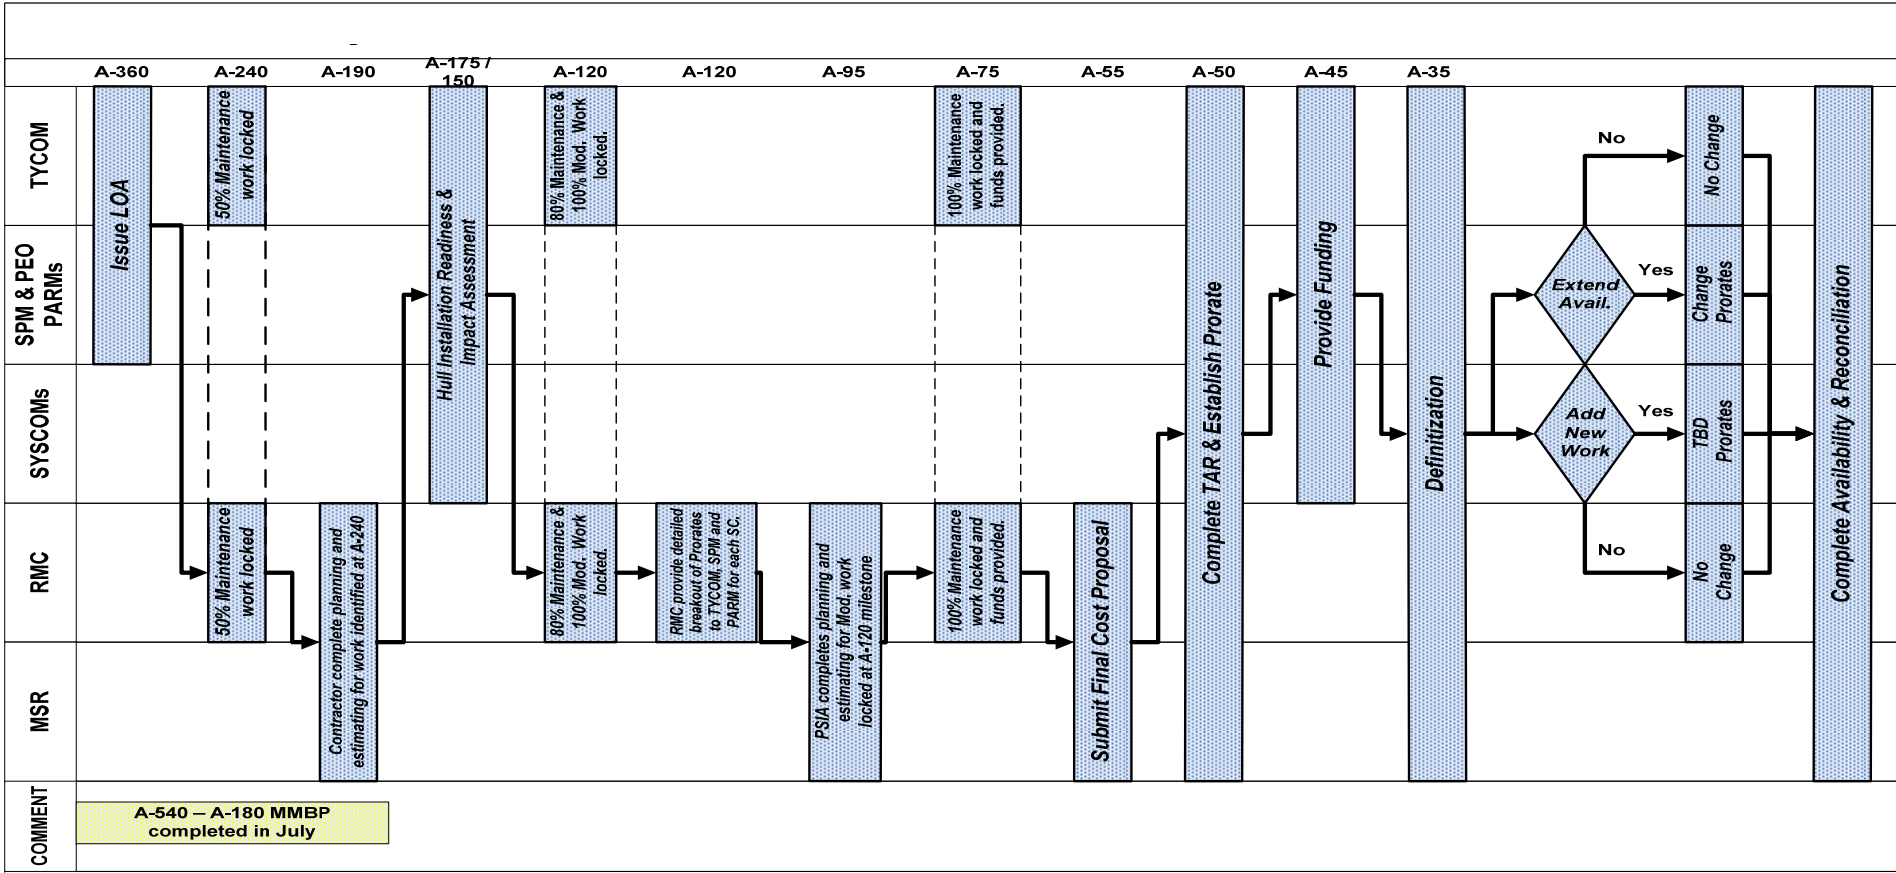 A-360
A-240
A-190
A-175 /
150
A-120
A-120
A-95
A-75
A-55
A-50
A-45
A-35
TYCOM
SPM & PEO
PARMs
SYSCOMs
RMC
MSR
COMMENT
Issue LOA
50% Maintenance
work locked
50% Maintenance
work locked
Contractor complete planning and
estimating for work identified at A-240
Hull Installation Readiness &
Impact Assessment
80% Maintenance &
100% Mod. Work
locked.
80% Maintenance &
100% Mod. Work
locked.
RMC provide detailed
breakout of Prorates
to TYCOM, SPM and
PARM for each SC.
PSIA completes planning and
estimating for Mod. work
locked at A-120 milestone
100% Maintenance
work locked and
funds provided.
100% Maintenance
work locked and
funds provided.
Submit Final Cost Proposal
Complete TAR & Establish Prorate
Provide Funding
Definitization
Extend
Avail.
Add
New
Work
No
Yes
Yes
No
No Change
Change
Prorates
TBD
Prorates
No
Change
Complete Availability & Reconciliation
A-540 – A-180 MMBP
completed in July